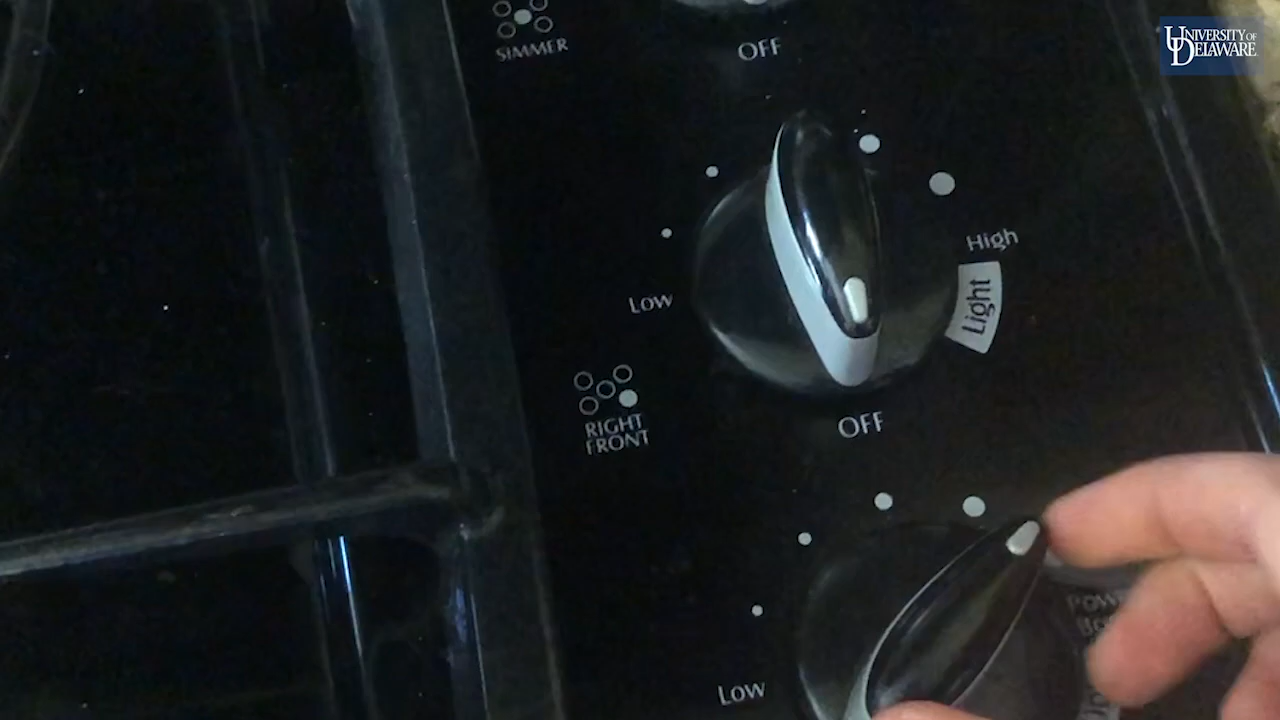 SIMMER
OFF
UNIVERSITY OF
DELAWARE
High
Light
Low
RIGHT
FRONT
OFF
Low